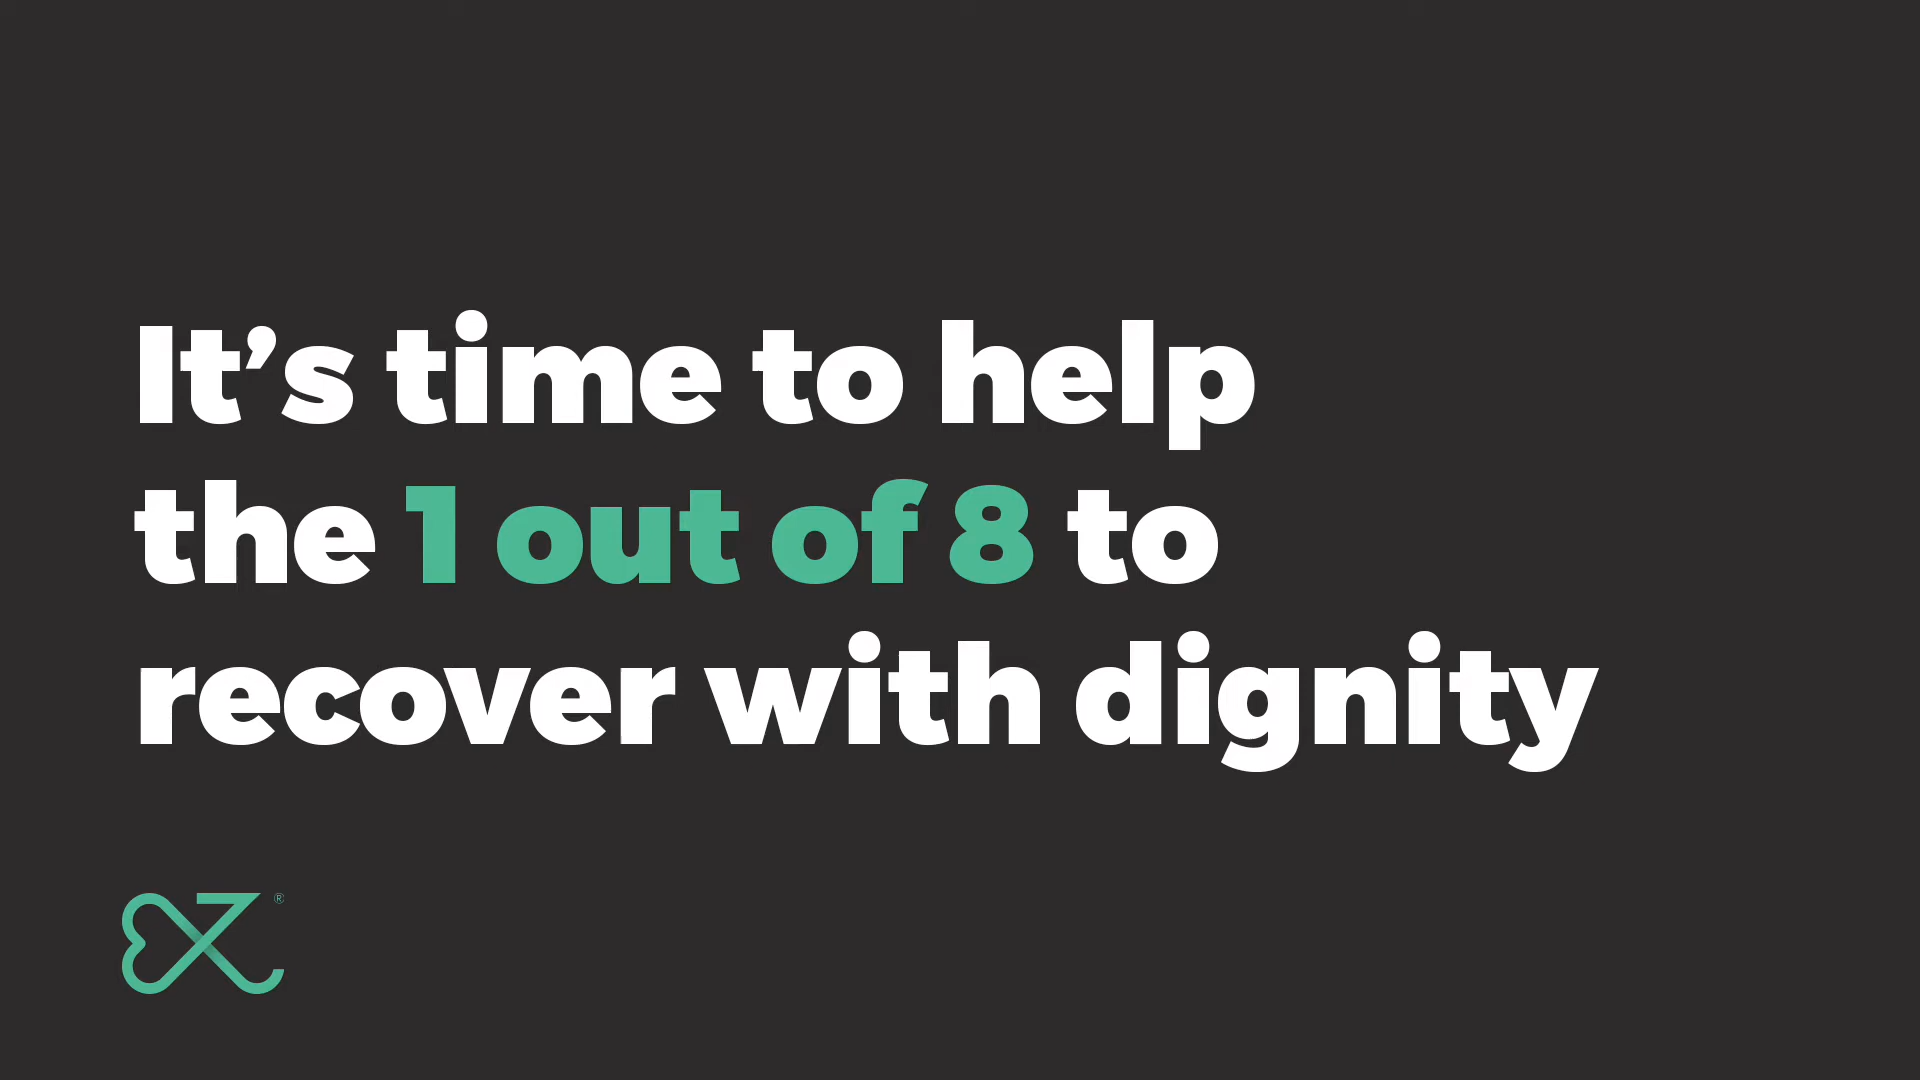 It’s time to help
the 1 out of 8 to
recover with dignity
®